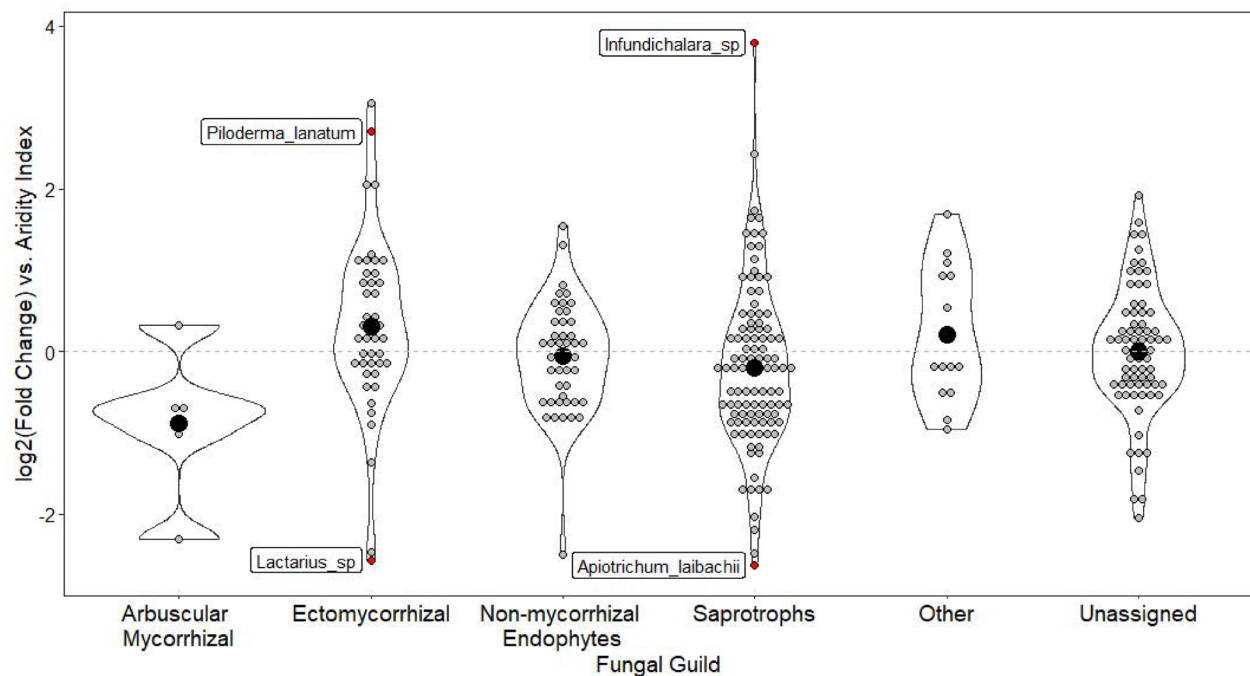 log2(Fold Change) vs. Aridity Index
4
2
0
-2
Infundichalara_sp
Piloderma_lanatum
Lactarius_sp
Apiotrichum_laibachii
Arbuscular
Mycorrhizal
Ectomycorrhizal
Non-mycorrhizal
Endophytes
Saprotrophs
Other
Unassigned
Fungal Guild